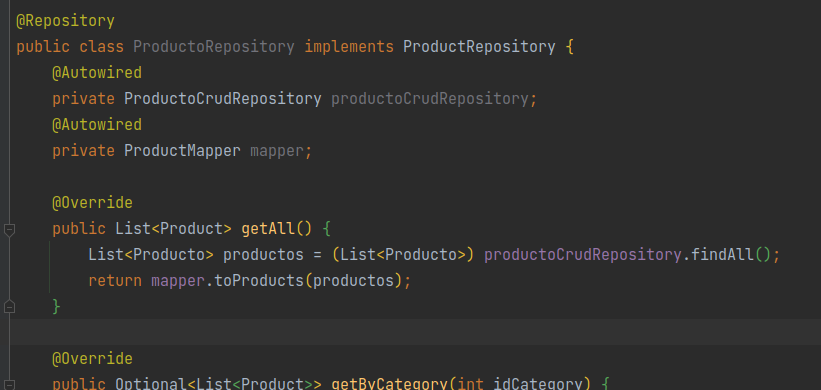 @Repository
public class ProductoRepository implements ProductRepository {
@Autowired
private ProductoCrudRepository productoCrudRepository;
@Autowired
private ProductMapper mapper;
@Override
public List<Product> getAll() {
List<Producto> productos = (List<Producto>) productoCrudRepository.findAll();
return mapper.toProducts(productos);
}
@Override
public Optional<List<Product>> getByCategory(int idCategory) {